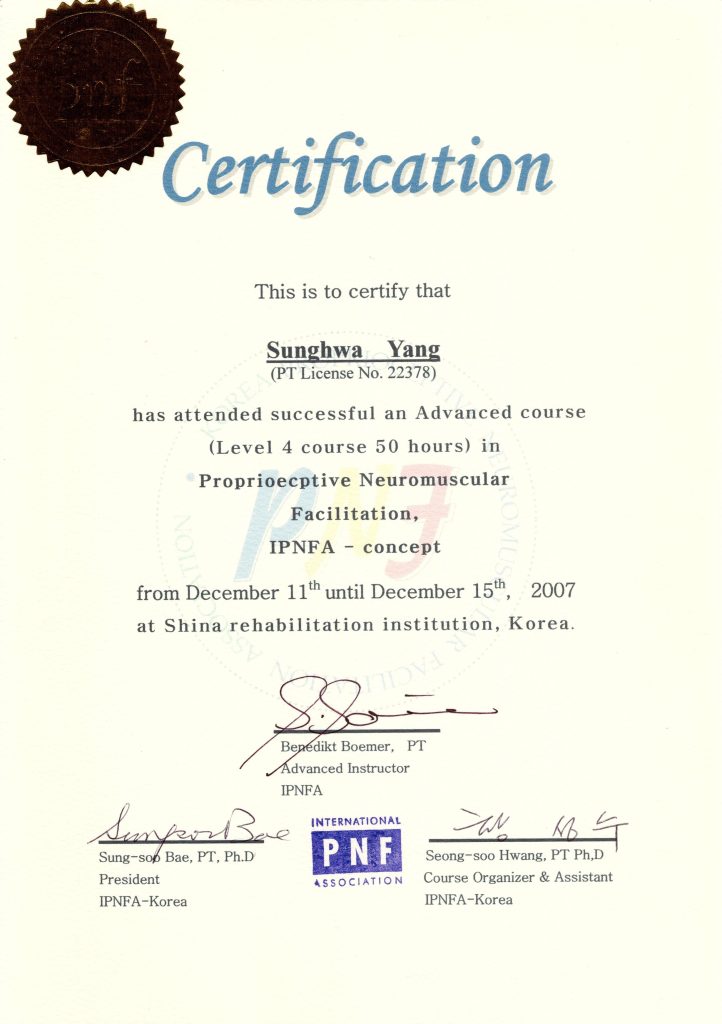 pnf
Certification
This is to certify that
Sunghwa Yang
(PT License No. 22378)
has attended successful an Advanced course
(Level 4 course 50 hours) in
Proprioecptive Neuromuscular
Facilitation,
IPNFA - concept
from December 11th until December 15th, 2007
at Shina rehabilitation institution, Korea.
PNF
Benedikt Boemer, PT
Advanced Instructor
IPNFA
Sungsoo Bae
Sung-soo Bae, PT, Ph.D
President
IPNFA-Korea
INTERNATIONAL
PNF
ASSOCIATION
Seong-soo Hwang, PT Ph,D
Course Organizer & Assistant
IPNFA-Korea